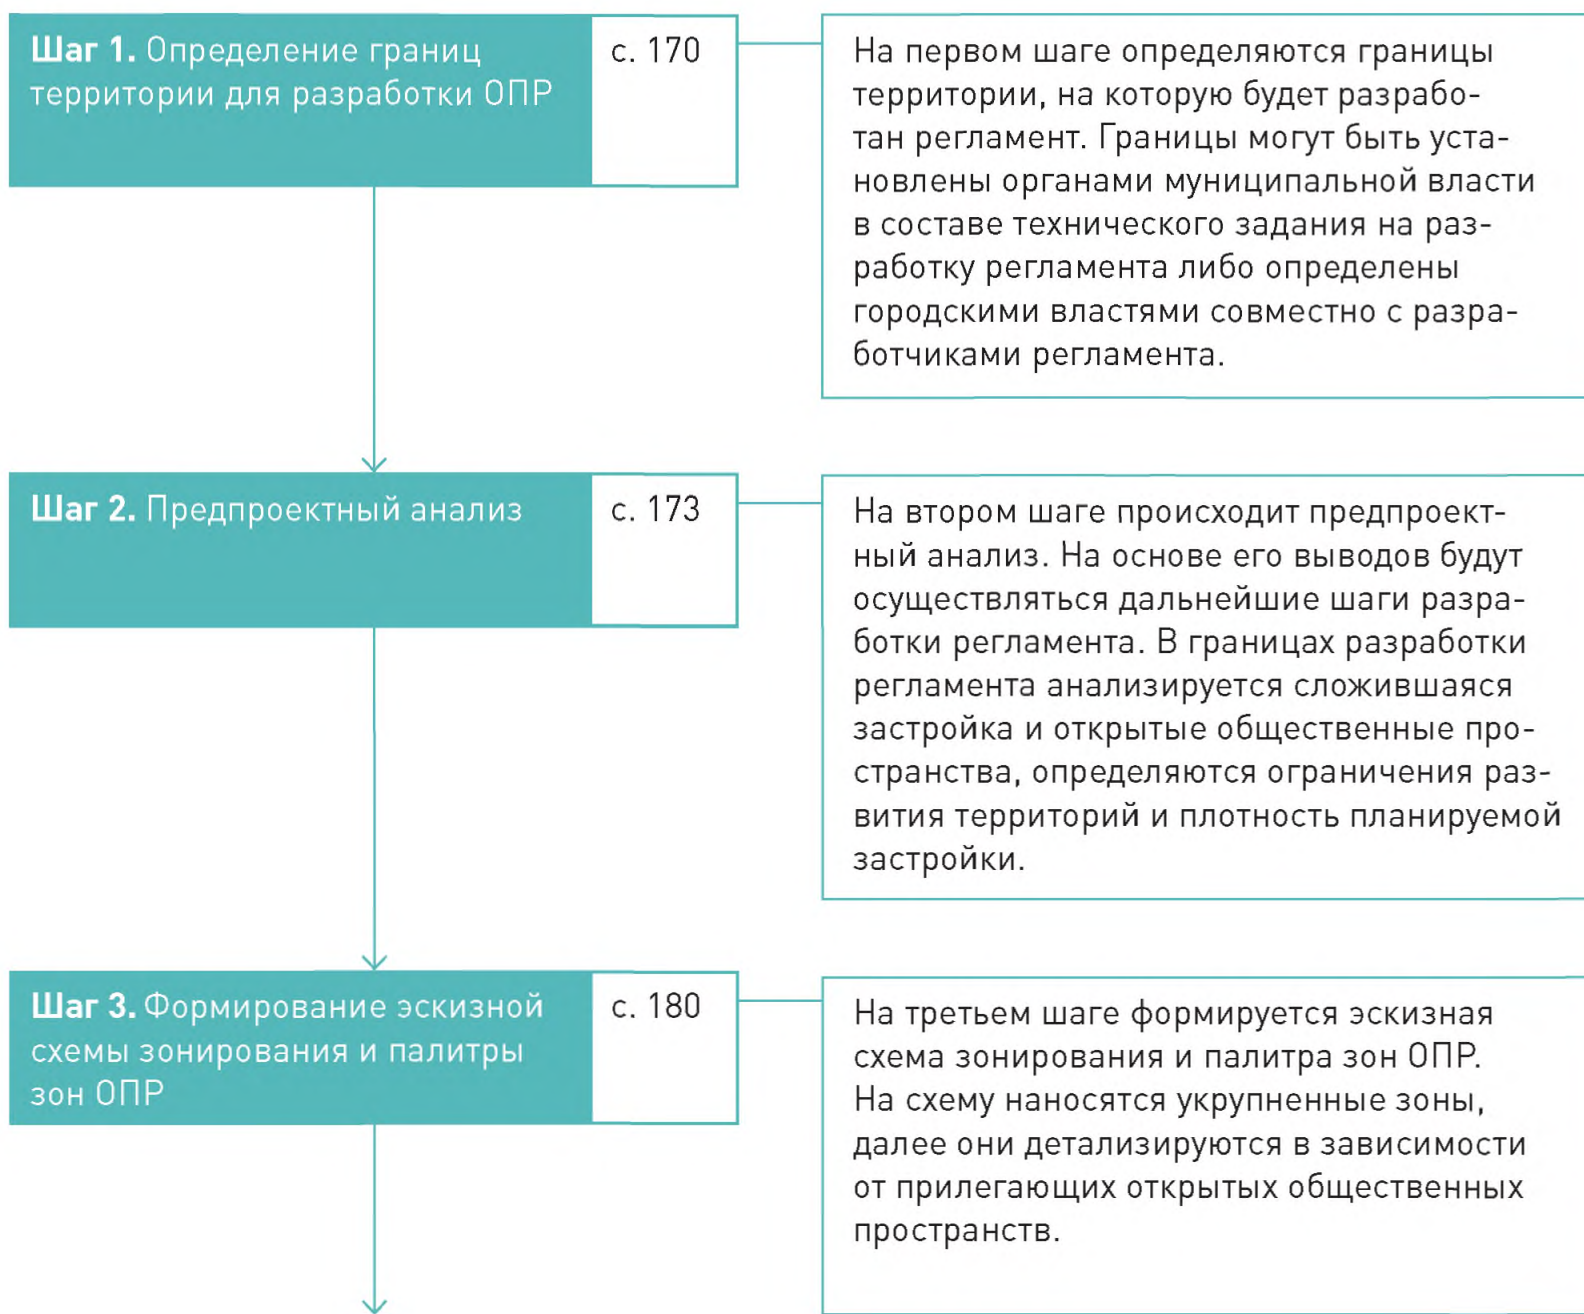 Шаг 1. Определение границ
территории для разработки ОПР
с. 170
На первом шаге определяются границы
территории, на которую будет разрабо-
тан регламент. Границы могут быть уста-
новлены органами муниципальной власти
в составе технического задания на раз-
работку регламента либо определены
городскими властями совместно с разра-
ботчиками регламента.
Шаг 2. Предпроектный анализ
с. 173
На втором шаге происходит предпроект-
ный анализ. На основе его выводов будут
осуществляться дальнейшие шаги разра-
ботки регламента. В границах разработки
регламента анализируется сложившаяся
застройка и открытые общественные про-
странства, определяются ограничения раз-
вития территорий и плотность планируемой
застройки.
Шаг 3. Формирование эскизной
схемы зонирования и палитры
зон ОПР
с. 180
На третьем шаге формируется эскизная
схема зонирования и палитра зон ОПР.
На схему наносятся укрупненные зоны,
далее они детализируются в зависимости
от прилегающих открытых общественных
пространств.